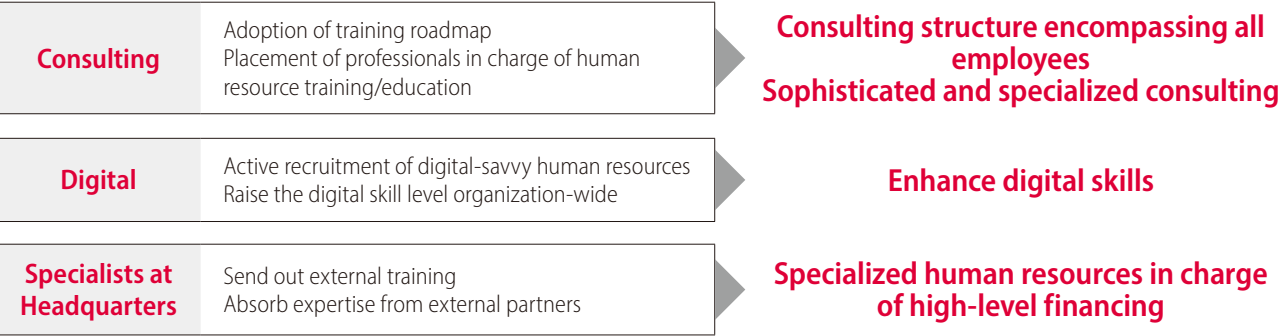 Consulting
Adoption of training roadmap
Placement of professionals in charge of human
resource training/education
Consulting structure encompassing all
employees
Sophisticated and specialized consulting
Digital
Active recruitment of digital-savvy human resources
Raise the digital skill level organization-wide
Enhance digital skills
Specialists at
Headquarters
Send out external training
Absorb expertise from external partners
Specialized human resources in charge
of high-level financing